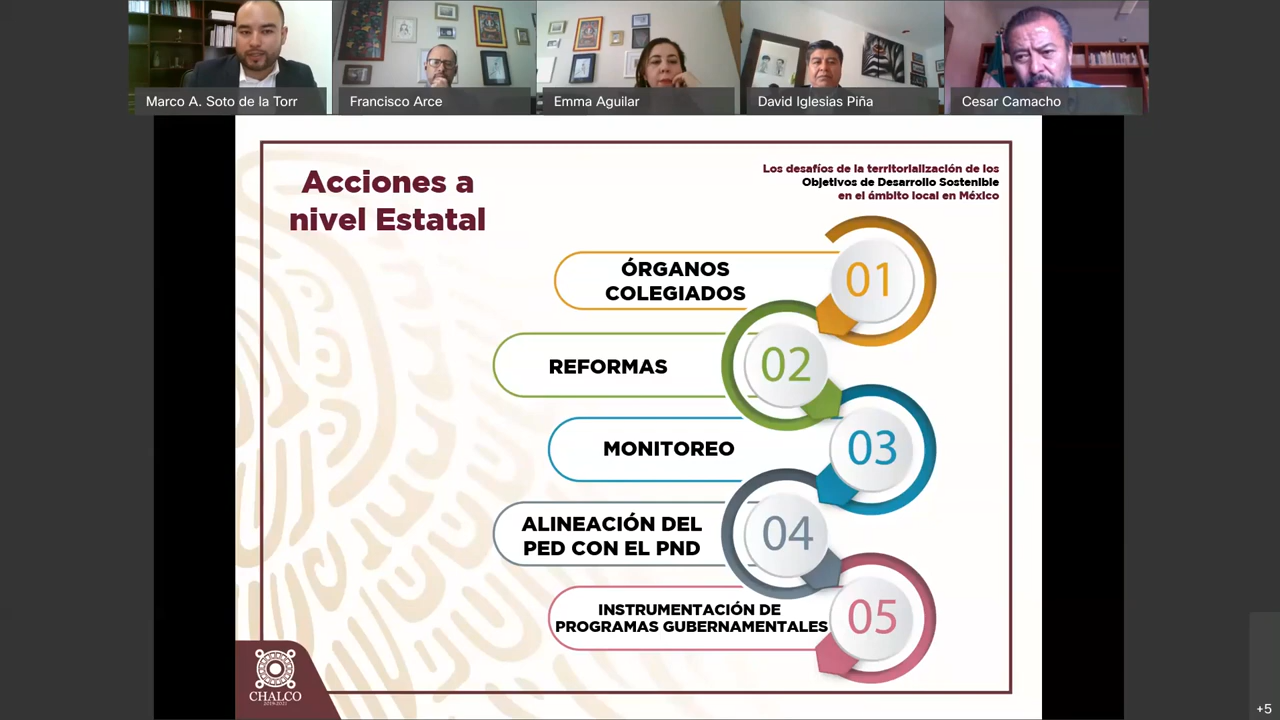 Marco A. Soto de la Torr
Francisco Arce
Emma Aguilar
David Iglesias Piña
Cesar Camacho
Acciones a
nivel Estatal
Los desafíos de la territorialización de los
Objetivos de Desarrollo Sostenible
en el ámbito local en México
ÓRGANOS
COLEGIADOS
01
REFORMAS
02
MONITOREO
03
ALINEACIÓN DEL
PED CON EL PND
04
INSTRUMENTACIÓN DE
PROGRAMAS GUBERNAMENTALES
05
CHALCO
2019-2021
+5